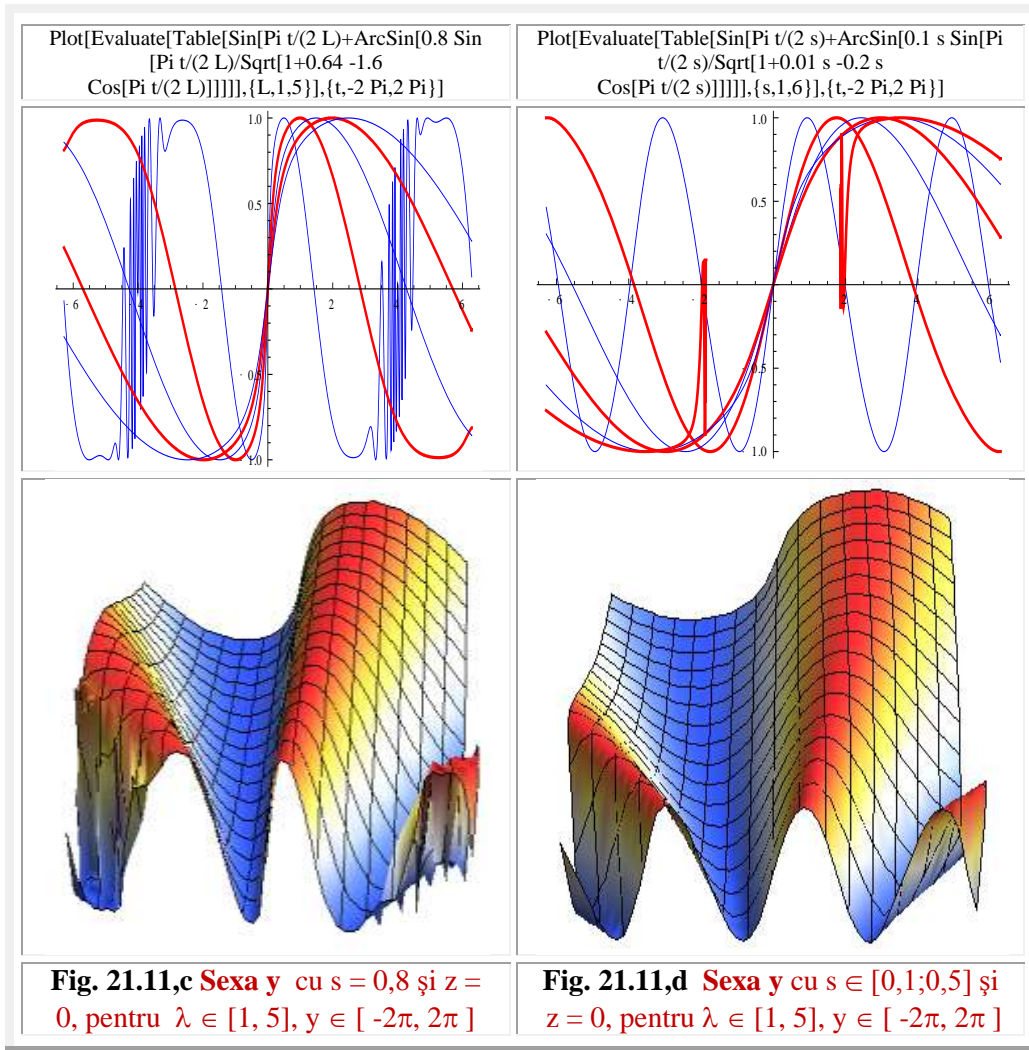 Plot[Evaluate[Table[Sin[Pi t/(2 L)+ArcSin[0.8 Sin
[Pi t/(2 L)/Sqrt[1+0.64 -1.6
Cos[Pi t/(2 L)]]]]],{L,1,5}],{t,-2 Pi,2 Pi}]
Plot[Evaluate[Table[Sin[Pi t/(2 s)+ArcSin[0.1 s Sin[Pi
t/(2 s)/Sqrt[1+0.01 s -0.2 s
Cos[Pi t/(2 s)]]]]],{s,1,6}],{t,-2 Pi,2 Pi}]
1.0
0.5
6 4 2 2 4 6
0.5
1.0
1.0
0.5
6 4 2 2 4 6
0.5
1.0
Fig. 21.11,c Sexa y cu s = 0,8 şi z =
0, pentru λ ∈ [1, 5], y ∈ [ -2π, 2π ]
Fig. 21.11,d Sexa y cu s ∈ [0,1;0,5] şi
z = 0, pentru λ ∈ [1, 5], y ∈ [ -2π, 2π ]